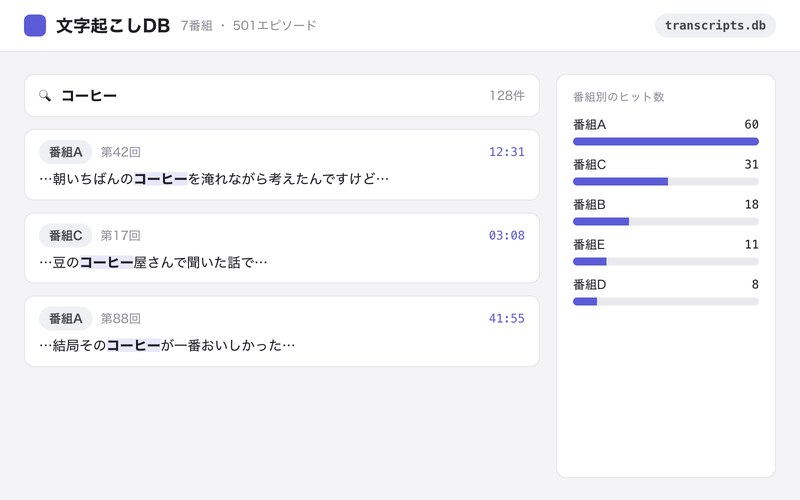 文字起こしDB 7番組 ・ 501エピソード transcripts.db
コーヒー 128件
番組A 第42回 12:31
…朝いちばんのコーヒーを淹れながら考えたんですけど…
番組C 第17回 03:08
…豆のコーヒー屋さんで聞いた話で…
番組A 第88回 41:55
…結局そのコーヒーが一番おいしかった…
番組別のヒット数
番組A 60
番組C 31
番組B 18
番組E 11
番組D 8